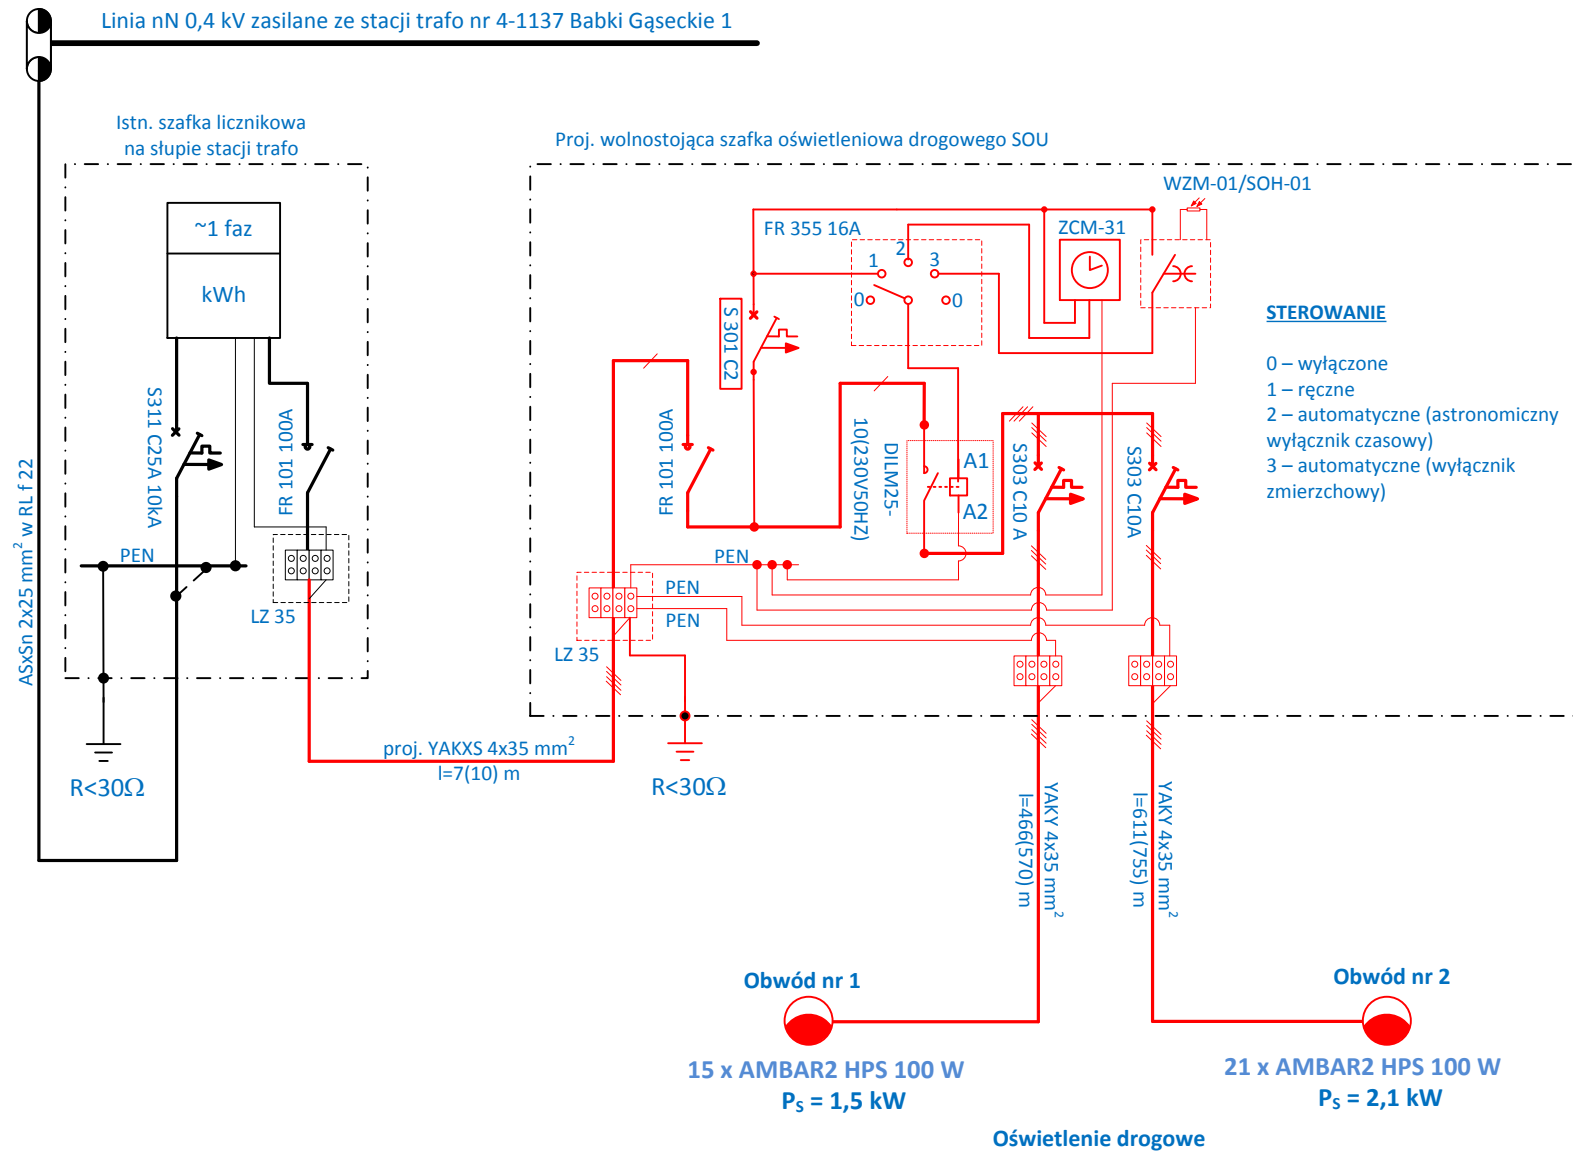 Linia nN 0,4 kV zasilane ze stacji trafo nr 4-1137 Babki Gąseckie 1
Istn. szafka licznikowa
na słupie stacji trafo
Proj. wolnostojąca szafka oświetleniowa drogowego SOU
WZM-01/SOH-01
~1 faz
kWh
FR 355 16A
ZCM-31
1
2
3
0
0
S 301 C2
STEROWANIE
0 – wyłączone
1 – ręczne
2 – automatyczne (astronomiczny
wyłącznik czasowy)
3 – automatyczne (wyłącznik
zmierzchowy)
S311 C25A 10kA
FR 101 100A
FR 101 100A
DILM25-
10(230V50HZ)
A1
A2
S303 C10 A
S303 C10A
ASxSn 2x25 mm² w RL f 22
PEN
LZ 35
PEN
PEN
PEN
LZ 35
proj. YAKXS 4x35 mm²
l=7(10) m
R<30Ω
R<30Ω
YAKY 4x35 mm²
l=466(570) m
YAKY 4x35 mm²
l=611(755) m
Obwód nr 1
15 x AMBAR2 HPS 100 W
PS = 1,5 kW
Obwód nr 2
21 x AMBAR2 HPS 100 W
PS = 2,1 kW
Oświetlenie drogowe